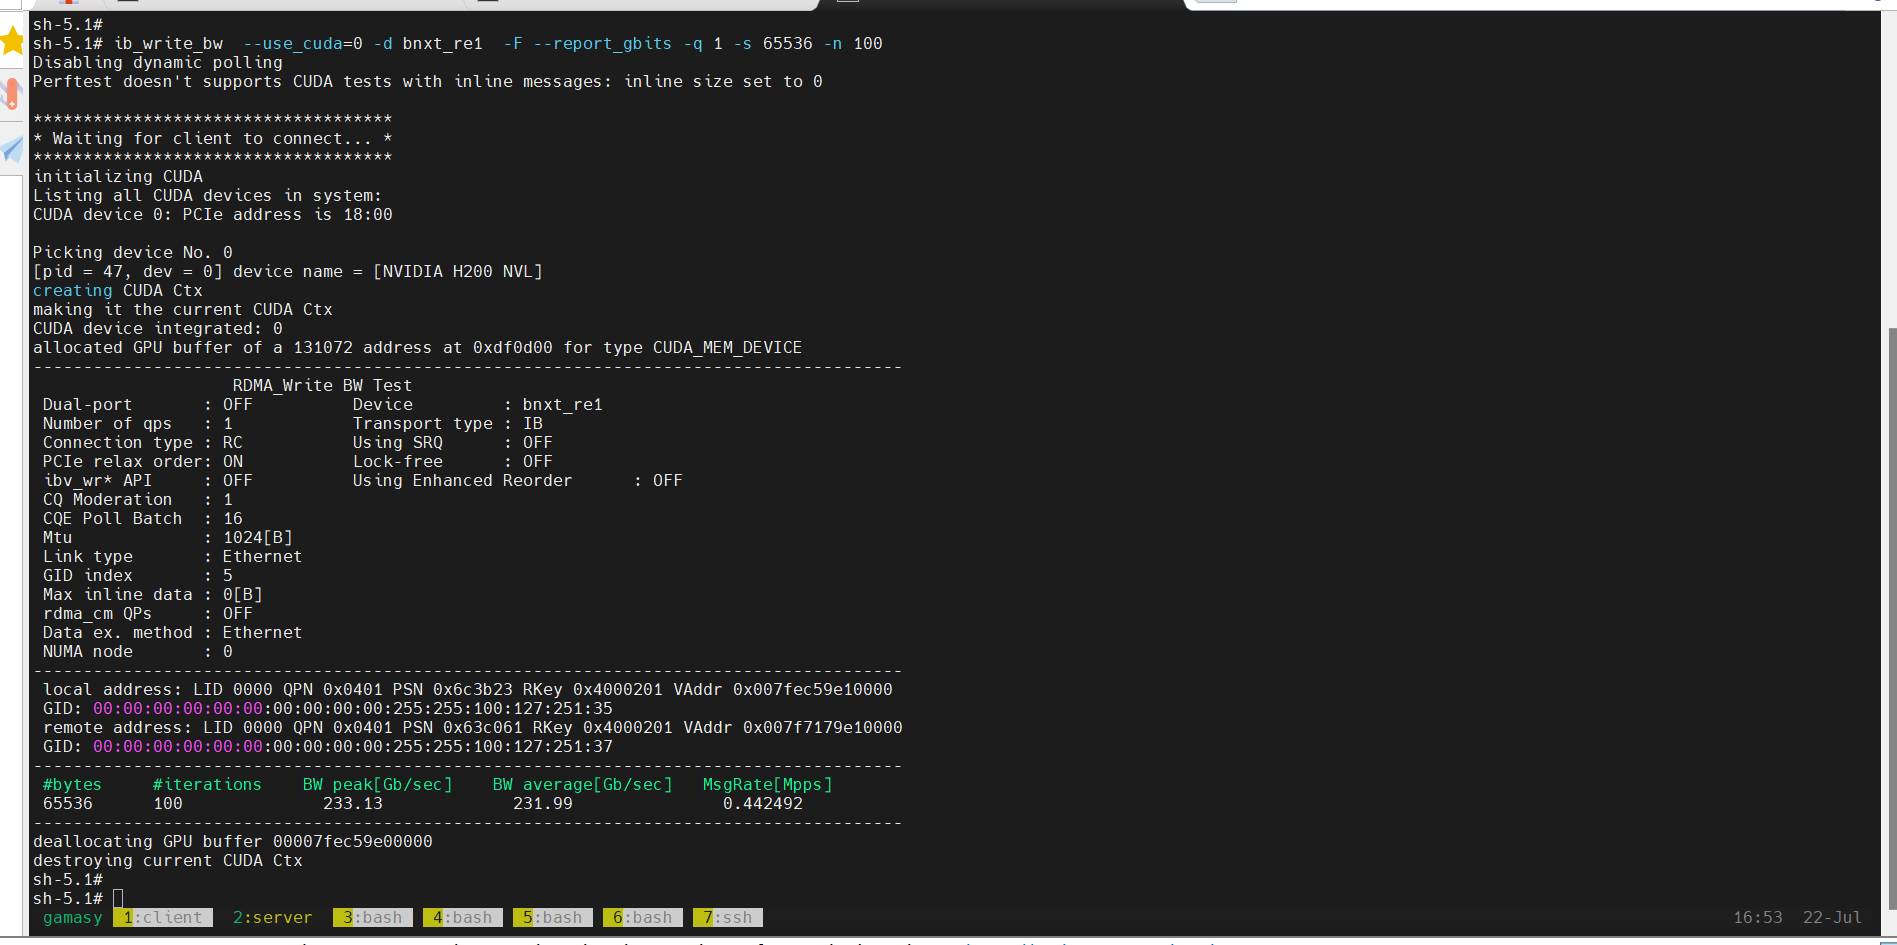 sh-5.1#
sh-5.1# ib_write_bw  --use_cuda=0 -d bnxt_re1  -F --report_gbits -q 1 -s 65536 -n 100
Disabling dynamic polling
Perftest doesn't supports CUDA tests with inline messages: inline size set to 0
************************************
* Waiting for client to connect... *
************************************
initializing CUDA
Listing all CUDA devices in system:
CUDA device 0: PCIe address is 18:00
Picking device No. 0
[pid = 47, dev = 0] device name = [NVIDIA H200 NVL]
creating CUDA Ctx
making it the current CUDA Ctx
CUDA device integrated: 0
allocated GPU buffer of a 131072 address at 0xdf0d00 for type CUDA_MEM_DEVICE
---------------------------------------------------------------------------------------
                    RDMA_Write BW Test
 Dual-port       : OFF          Device         : bnxt_re1
 Number of qps   : 1            Transport type : IB
 Connection type : RC           Using SRQ      : OFF
 PCIe relax order: ON           Lock-free      : OFF
 ibv_wr* API     : OFF          Using Enhanced Reorder      : OFF
 CQ Moderation   : 1
 CQE Poll Batch  : 16
 Mtu             : 1024[B]
 Link type       : Ethernet
 GID index       : 5
 Max inline data : 0[B]
 rdma_cm QPs     : OFF
 Data ex. method : Ethernet
 NUMA node       : 0
---------------------------------------------------------------------------------------
 local address: LID 0000 QPN 0x0401 PSN 0x6c3b23 RKey 0x4000201 VAddr 0x007fec59e10000
 GID: 00:00:00:00:00:00:00:00:00:00:255:255:100:127:251:35
 remote address: LID 0000 QPN 0x0401 PSN 0x63c061 RKey 0x4000201 VAddr 0x007f7179e10000
 GID: 00:00:00:00:00:00:00:00:00:00:255:255:100:127:251:37
---------------------------------------------------------------------------------------
 #bytes     #iterations    BW peak[Gb/sec]    BW average[Gb/sec]   MsgRate[Mpps]
 65536      100              233.13             231.99               0.442492
---------------------------------------------------------------------------------------
deallocating GPU buffer 00007fec59e00000
destroying current CUDA Ctx
sh-5.1#
sh-5.1#
gamasy 1:client 2:server 3:bash 4:bash 5:bash 6:bash 7:ssh 16:53 22-Jul